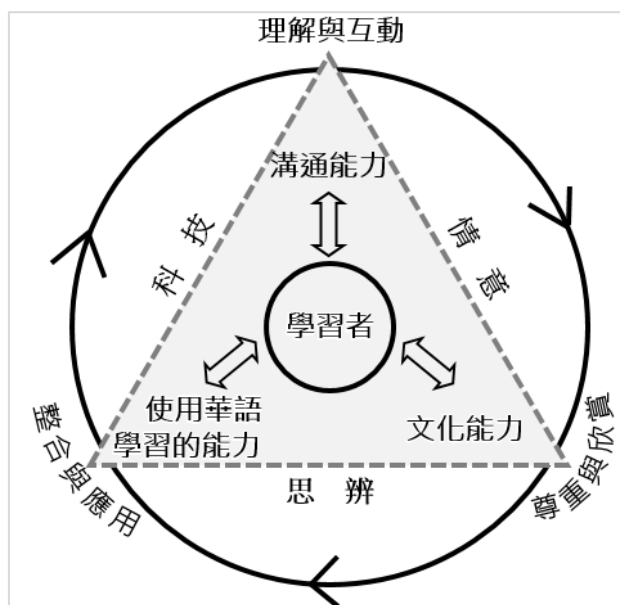 理解與互動
溝通能力
科技
情意
學習者
使用華語
學習的能力
文化能力
整合與應用
尊重與欣賞
思辨